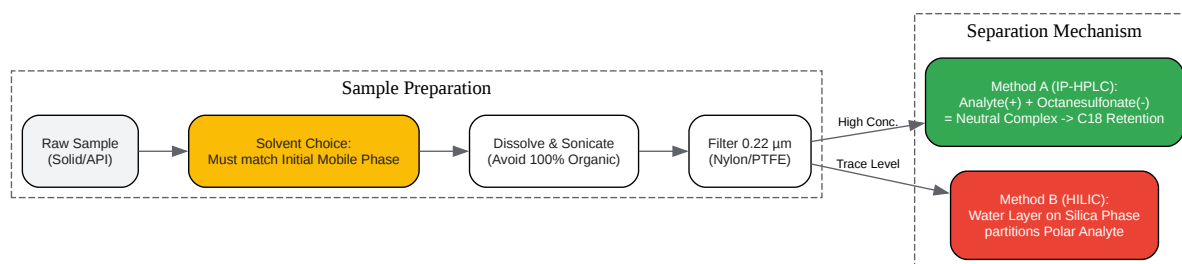 Separation Mechanism
Sample Preparation
Raw Sample
(Solid/API)
Solvent Choice:
Must match Initial Mobile Phase
Dissolve & Sonicate
(Avoid 100% Organic)
Filter 0.22 µm
(Nylon/PTFE)
High Conc.
Trace Level
Method A (IP-HPLC):
Analyte(+) + Octanesulfonate(-)
= Neutral Complex -> C18 Retention
Method B (HILIC):
Water Layer on Silica Phase
partitions Polar Analyte